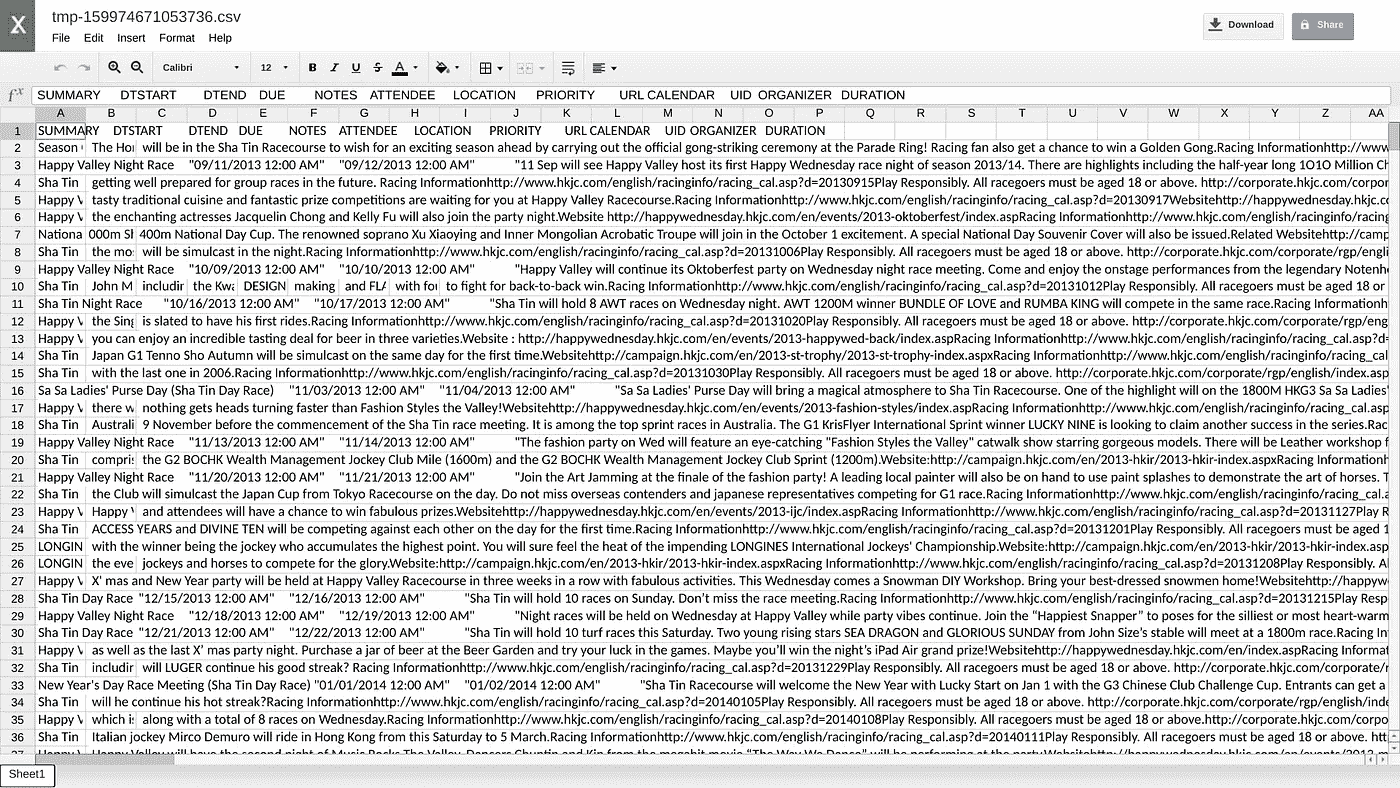 X
tmp-159974671053736.csv
File Edit Insert Format Help
Download
Share
Calibri 12 B I U S A
fx SUMMARY DTSTART DTEND DUE NOTES ATTENDEE LOCATION PRIORITY URL CALENDAR UID ORGANIZER DURATION
A B C D E F G H I J K L M N O P Q R S T U V W X Y Z AA
1 SUMMARY DTSTART DTEND DUE NOTES ATTENDEE LOCATION PRIORITY URL CALENDAR UID ORGANIZER DURATION
2 Season The Hor will be in the Sha Tin Racecourse to wish for an exciting season ahead by carrying out the official gong-striking ceremony at the Parade Ring! Racing fan also get a chance to win a Golden Gong.Racing Informationhttp://www
3 Happy Valley Night Race "09/11/2013 12:00 AM" "09/12/2013 12:00 AM" "11 Sep will see Happy Valley host its first Happy Wednesday race night of season 2013/14. There are highlights including the half-year long 1O1O Million Ch
4 Sha Tin getting well prepared for group races in the future. Racing Informationhttp://www.hkjc.com/english/racinginfo/racing_cal.asp?d=20130915Play Responsibly. All racegoers must be aged 18 or above. http://corporate.hkjc.com/corpor
5 Happy V tasty traditional cuisine and fantastic prize competitions are waiting for you at Happy Valley Racecourse.Racing Informationhttp://www.hkjc.com/english/racinginfo/racing_cal.asp?d=20130917Websitehttp://happywednesday.hkjc.co
6 Happy V the enchanting actresses Jacquelin Chong and Kelly Fu will also join the party night.Website http://happywednesday.hkjc.com/en/events/2013-oktoberfest/index.aspRacing Informationhttp://www.hkjc.com/english/racinginfo/racing
7 Nationa 000m Sh 400m National Day Cup. The renowned soprano Xu Xiaoying and Inner Mongolian Acrobatic Troupe will join in the October 1 excitement. A special National Day Souvenir Cover will also be issued.Related Websitehttp://camp
8 Sha Tin the mo will be simulcast in the night.Racing Informationhttp://www.hkjc.com/english/racinginfo/racing_cal.asp?d=20131006Play Responsibly. All racegoers must be aged 18 or above. http://corporate.hkjc.com/corporate/rgp/engli
9 Happy Valley Night Race "10/09/2013 12:00 AM" "10/10/2013 12:00 AM" "Happy Valley will continue its Oktoberfest party on Wednesday night race meeting. Come and enjoy the onstage performances from the legendary Notenh
10 Sha Tin John M includir the Kwa DESIGN making and FLA with fou to fight for back-to-back win.Racing Informationhttp://www.hkjc.com/english/racinginfo/racing_cal.asp?d=20131012Play Responsibly. All racegoers must be aged 18 or
11 Sha Tin Night Race "10/16/2013 12:00 AM" "10/17/2013 12:00 AM" "Sha Tin will hold 8 AWT races on Wednesday night. AWT 1200M winner BUNDLE OF LOVE and RUMBA KING will compete in the same race.Racing Informationh
12 Happy V the Sing is slated to have his first rides.Racing Informationhttp://www.hkjc.com/english/racinginfo/racing_cal.asp?d=20131020Play Responsibly. All racegoers must be aged 18 or above. http://corporate.hkjc.com/corporate/rgp/eng
13 Happy V you can enjoy an incredible tasting deal for beer in three varieties.Website : http://happywednesday.hkjc.com/en/events/2013-happywed-back/index.aspRacing Informationhttp://www.hkjc.com/english/racinginfo/racing_cal.asp?d=
14 Sha Tin Japan G1 Tenno Sho Autumn will be simulcast on the same day for the first time.Websitehttp://campaign.hkjc.com/en/2013-st-trophy/2013-st-trophy-index.aspxRacing Informationhttp://www.hkjc.com/english/racinginfo/racing_cal
15 Sha Tin with the last one in 2006.Racing Informationhttp://www.hkjc.com/english/racinginfo/racing_cal.asp?d=20131030Play Responsibly. All racegoers must be aged 18 or above. http://corporate.hkjc.com/corporate/rgp/english/index.asp
16 Sa Sa Ladies' Purse Day (Sha Tin Day Race) "11/03/2013 12:00 AM" "11/04/2013 12:00 AM" "Sa Sa Ladies' Purse Day will bring a magical atmosphere to Sha Tin Racecourse. One of the highlight will on the 1800M HKG3 Sa Sa Ladies'
17 Happy V there w nothing gets heads turning faster than Fashion Styles the Valley!Websitehttp://happywednesday.hkjc.com/en/events/2013-fashion-styles/index.aspRacing Informationhttp://www.hkjc.com/english/racinginfo/racing_cal.asp
18 Sha Tin Australi 9 November before the commencement of the Sha Tin race meeting. It is among the top sprint races in Australia. The G1 KrisFlyer International Sprint winner LUCKY NINE is looking to claim another success in the series.Rac
19 Happy Valley Night Race "11/13/2013 12:00 AM" "11/14/2013 12:00 AM" "The fashion party on Wed will feature an eye-catching "Fashion Styles the Valley" catwalk show starring gorgeous models. There will be Leather workshop f
20 Sha Tin compris the G2 BOCHK Wealth Management Jockey Club Mile (1600m) and the G2 BOCHK Wealth Management Jockey Club Sprint (1200m).Website:http://campaign.hkjc.com/en/2013-hkir/2013-hkir-index.aspxRacing Informationh
21 Happy Valley Night Race "11/20/2013 12:00 AM" "11/21/2013 12:00 AM" "Join the Art Jamming at the finale of the fashion party! A leading local painter will also be on hand to use paint splashes to demonstrate the art of horses. T
22 Sha Tin the Club will simulcast the Japan Cup from Tokyo Racecourse on the day. Do not miss overseas contenders and japanese representatives competing for G1 race.Racing Informationhttp://www.hkjc.com/english/racinginfo/racing_cal.a
23 Happy V Happy V and attendees will have a chance to win fabulous prizes.Websitehttp://happywednesday.hkjc.com/en/events/2013-ijc/index.aspRacing Informationhttp://www.hkjc.com/english/racinginfo/racing_cal.asp?d=20131127Play R
24 Sha Tin ACCESS YEARS and DIVINE TEN will be competing against each other on the day for the first time.Racing Informationhttp://www.hkjc.com/english/racinginfo/racing_cal.asp?d=20131201Play Responsibly. All racegoers must be aged 1
25 LONGIN with the winner being the jockey who accumulates the highest point. You will sure feel the heat of the impending LONGINES International Jockeys' Championship.Website:http://campaign.hkjc.com/en/2013-hkir/2013-hkir-index.asp
26 LONGIN the eve jockeys and horses to compete for the glory.Website:http://campaign.hkjc.com/en/2013-hkir/2013-hkir-index.aspxRacing Informationhttp://www.hkjc.com/english/racinginfo/racing_cal.asp?d=20131208Play Responsibly. Al
27 Happy V X' mas and New Year party will be held at Happy Valley Racecourse in three weeks in a row with fabulous activities. This Wednesday comes a Snowman DIY Workshop. Bring your best-dressed snowmen home!Websitehttp://happyw
28 Sha Tin Day Race "12/15/2013 12:00 AM" "12/16/2013 12:00 AM" "Sha Tin will hold 10 races on Sunday. Don’t miss the race meeting.Racing Informationhttp://www.hkjc.com/english/racinginfo/racing_cal.asp?d=20131215Play Resp
29 Happy Valley Night Race "12/18/2013 12:00 AM" "12/19/2013 12:00 AM" "Night races will be held on Wednesday at Happy Valley while party vibes continue. Join the “Happiest Snapper” to poses for the silliest or most heart-warm
30 Sha Tin Day Race "12/21/2013 12:00 AM" "12/22/2013 12:00 AM" "Sha Tin will hold 10 turf races this Saturday. Two young rising stars SEA DRAGON and GLORIOUS SUNDAY from John Size’s stable will meet at a 1800m race.Racing In
31 Happy V as well as the last X’ mas party night. Purchase a jar of beer at the Beer Garden and try your luck in the games. Maybe you’ll win the night’s iPad Air grand prize!Websitehttp://happywednesday.hkjc.com/en/index.aspRacing Informat
32 Sha Tin includir will LUGER continue his good streak? Racing Informationhttp://www.hkjc.com/english/racinginfo/racing_cal.asp?d=20131229Play Responsibly. All racegoers must be aged 18 or above. http://corporate.hkjc.com/corporate/r
33 New Year’s Day Race Meeting (Sha Tin Day Race) "01/01/2014 12:00 AM" "01/02/2014 12:00 AM" "Sha Tin Racecourse will welcome the New Year with Lucky Start on Jan 1 with the G3 Chinese Club Challenge Cup. Entrants can get a
34 Sha Tin will he continue his hot streak?Racing Informationhttp://www.hkjc.com/english/racinginfo/racing_cal.asp?d=20140105Play Responsibly. All racegoers must be aged 18 or above. http://corporate.hkjc.com/corporate/rgp/english/inde
35 Happy V which is along with a total of 8 races on Wednesday.Racing Informationhttp://www.hkjc.com/english/racinginfo/racing_cal.asp?d=20140108Play Responsibly. All racegoers must be aged 18 or above.http://corporate.hkjc.com/corpo
36 Sha Tin Italian jockey Mirco Demuro will ride in Hong Kong from this Saturday to 5 March.Racing Informationhttp://www.hkjc.com/english/racinginfo/racing_cal.asp?d=20140111Play Responsibly. All racegoers must be aged 18 or above. htt
37 Happy V Happy Valley will have the second night of Music Rocks The Valley. Dancers Chuptin and Kin from the megahit movie “The Way We Dance” will be performing at the party.Websitehttp://happywednesday.hkjc.com/en/events/2013-m
Sheet1